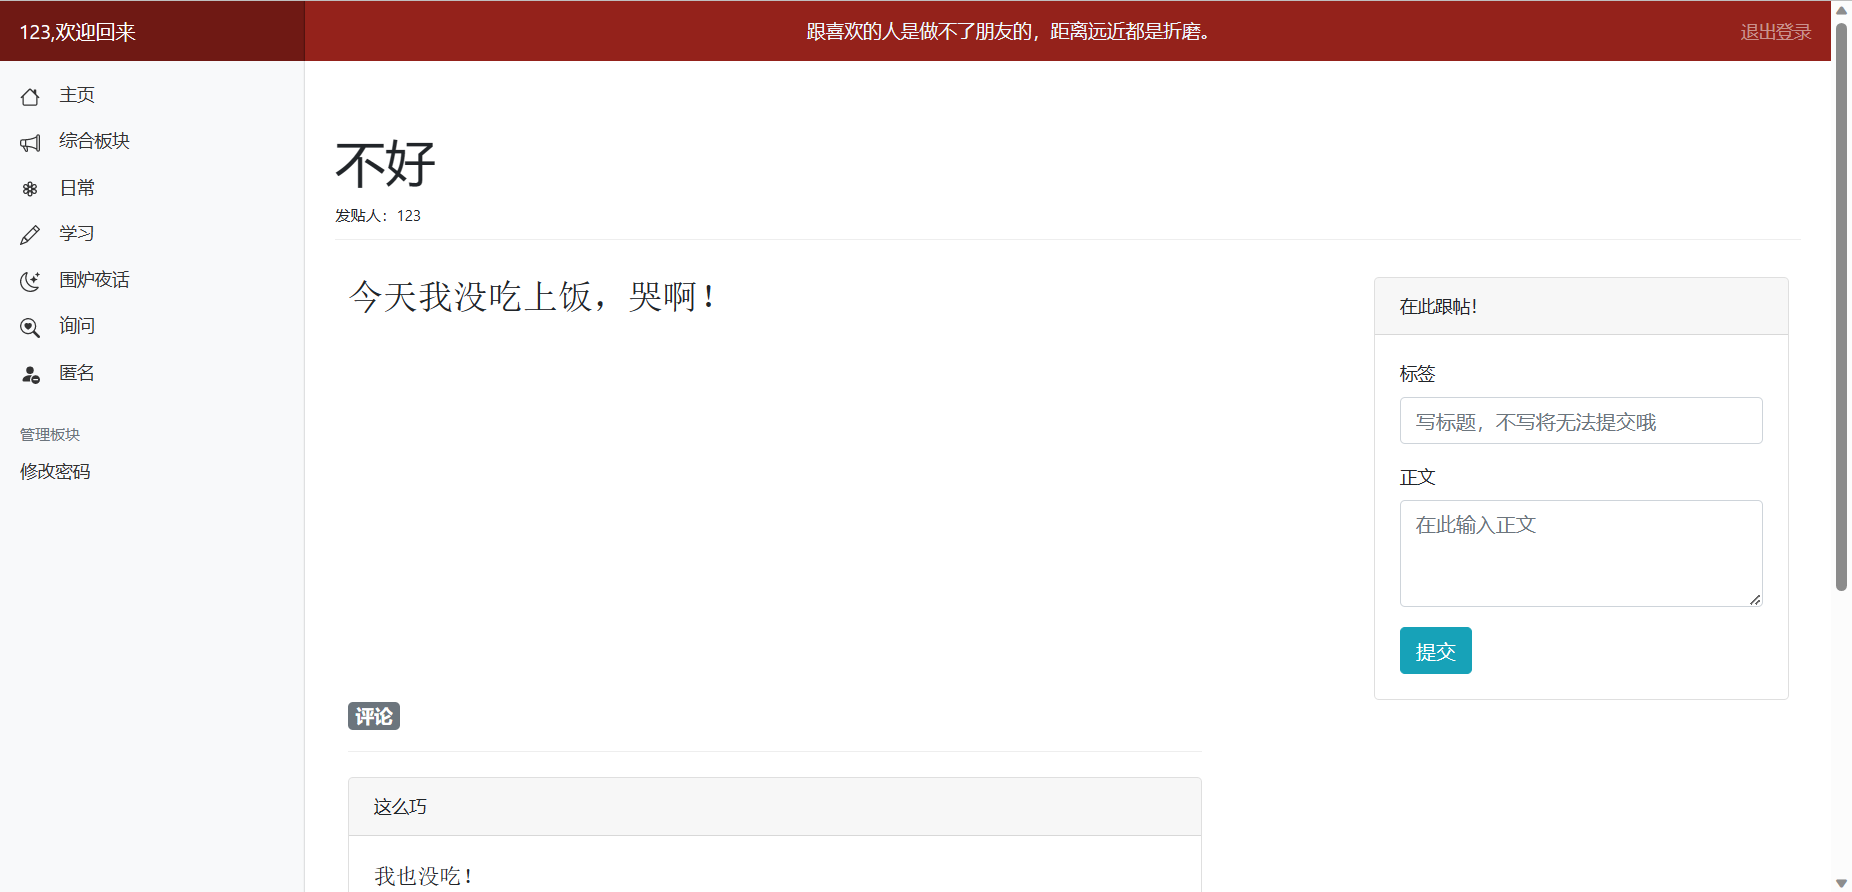 123,欢迎回来
跟喜欢的人是做不了朋友的，距离远近都是折磨。
退出登录
主页
综合板块
日常
学习
围炉夜话
询问
匿名
管理板块
修改密码
不好
发贴人：123
今天我没吃上饭，哭啊！
在此跟帖！
标签
写标题，不写将无法提交哦
正文
在此输入正文
提交
评论
这么巧
我也没吃！